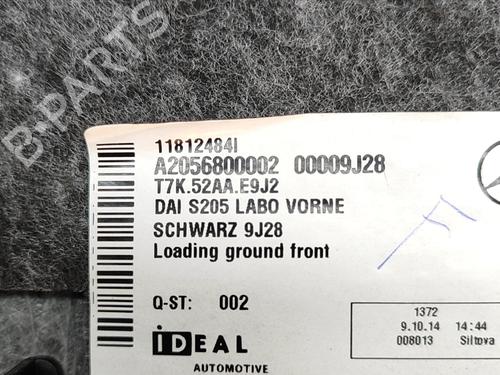 B-PARTS
11812484I
A2056800002 00009J28
T7K.52AA.E9J2
DAI S205 LABO VORNE
SCHWARZ 9J28
Loading ground front
Q-ST: 002
IDEAL
AUTOMOTIVE
1372
9.10.14 14:44
008013 Siltova